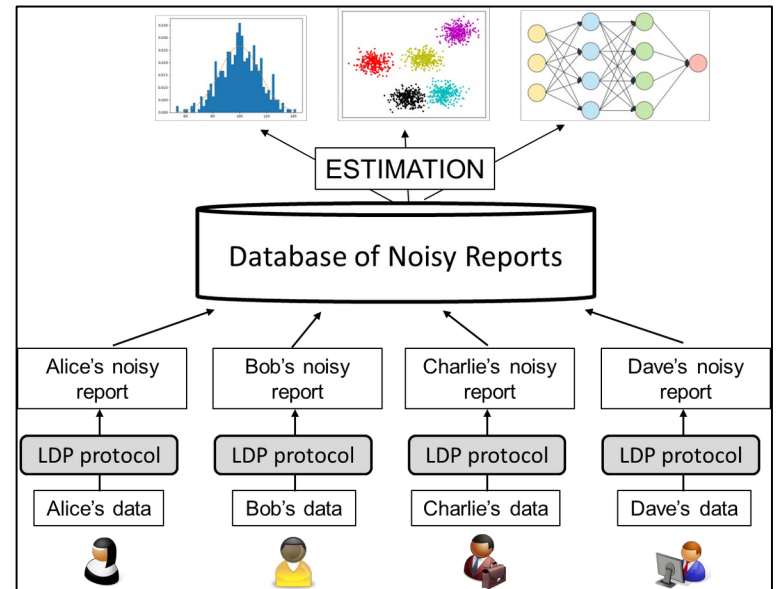 ESTIMATION
Database of Noisy Reports
Alice's noisy
report
Bob's noisy
report
Charlie's noisy
report
Dave's noisy
report
LDP protocol
LDP protocol
LDP protocol
LDP protocol
Alice's data
Bob's data
Charlie's data
Dave's data